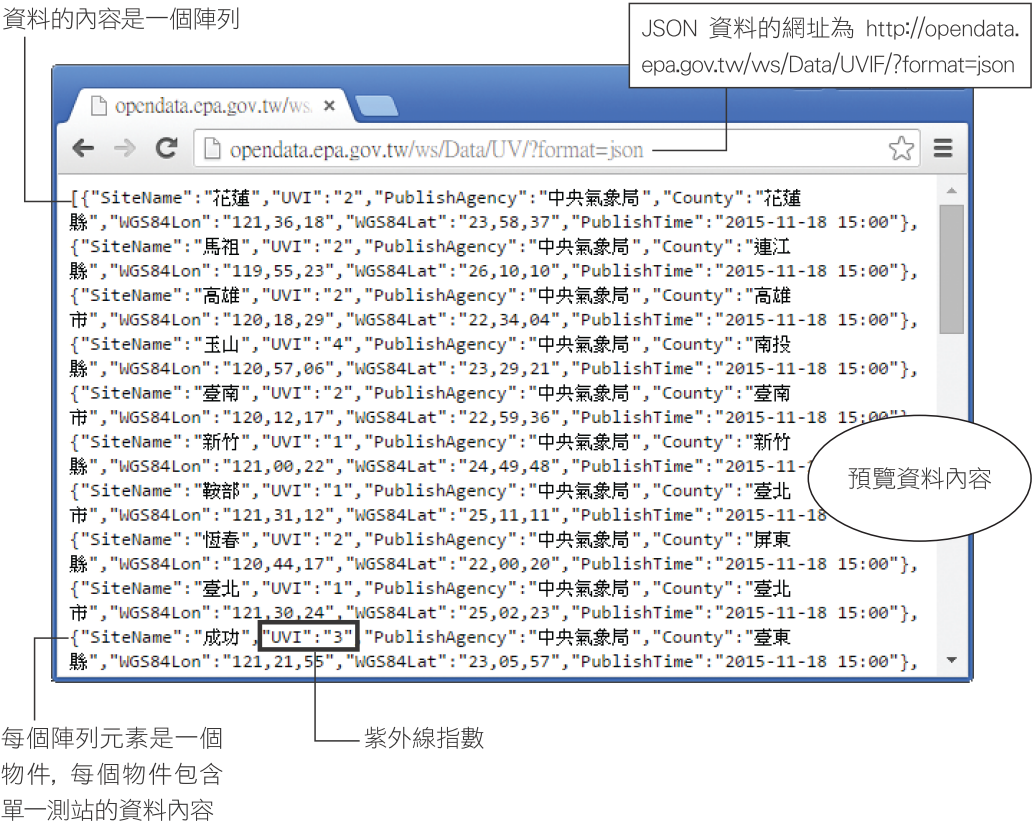 資料的內容是一個陣列
JSON 資料的網址為 http://opendata.
epa.gov.tw/ws/Data/UVIF/?format=json
opendata.epa.gov.tw/ws
opendata.epa.gov.tw/ws/Data/UV/?format=json
[{"SiteName":"花蓮","UVI":"2","PublishAgency":"中央氣象局","County":"花蓮
縣","WGS84Lon":"121,36,18","WGS84Lat":"23,58,37","PublishTime":"2015-11-18 15:00"},
{"SiteName":"馬祖","UVI":"2","PublishAgency":"中央氣象局","County":"連江
縣","WGS84Lon":"119,55,23","WGS84Lat":"26,10,10","PublishTime":"2015-11-18 15:00"},
{"SiteName":"高雄","UVI":"2","PublishAgency":"中央氣象局","County":"高雄
市","WGS84Lon":"120,18,29","WGS84Lat":"22,34,04","PublishTime":"2015-11-18 15:00"},
{"SiteName":"玉山","UVI":"4","PublishAgency":"中央氣象局","County":"南投
縣","WGS84Lon":"120,57,06","WGS84Lat":"23,29,21","PublishTime":"2015-11-18 15:00"},
{"SiteName":"臺南","UVI":"2","PublishAgency":"中央氣象局","County":"臺南
市","WGS84Lon":"120,12,17","WGS84Lat":"22,59,36","PublishTime":"2015-11-18 15:00"},
{"SiteName":"新竹","UVI":"1","PublishAgency":"中央氣象局","County":"新竹
縣","WGS84Lon":"121,00,22","WGS84Lat":"24,49,48","PublishTime":"2015-11-
預覽資料內容
{"SiteName":"鞍部","UVI":"1","PublishAgency":"中央氣象局","County":"臺北
市","WGS84Lon":"121,31,12","WGS84Lat":"25,11,11","PublishTime":"2015-11-18
{"SiteName":"恆春","UVI":"2","PublishAgency":"中央氣象局","County":"屏東
縣","WGS84Lon":"120,44,17","WGS84Lat":"22,00,20","PublishTime":"2015-11-18 15:00"},
{"SiteName":"臺北","UVI":"1","PublishAgency":"中央氣象局","County":"臺北
市","WGS84Lon":"121,30,24","WGS84Lat":"25,02,23","PublishTime":"2015-11-18 15:00"},
{"SiteName":"成功","UVI":"3","PublishAgency":"中央氣象局","County":"臺東
縣","WGS84Lon":"121,21,55","WGS84Lat":"23,05,57","PublishTime":"2015-11-18 15:00"},
每個陣列元素是一個
物件, 每個物件包含
單一測站的資料內容
紫外線指數